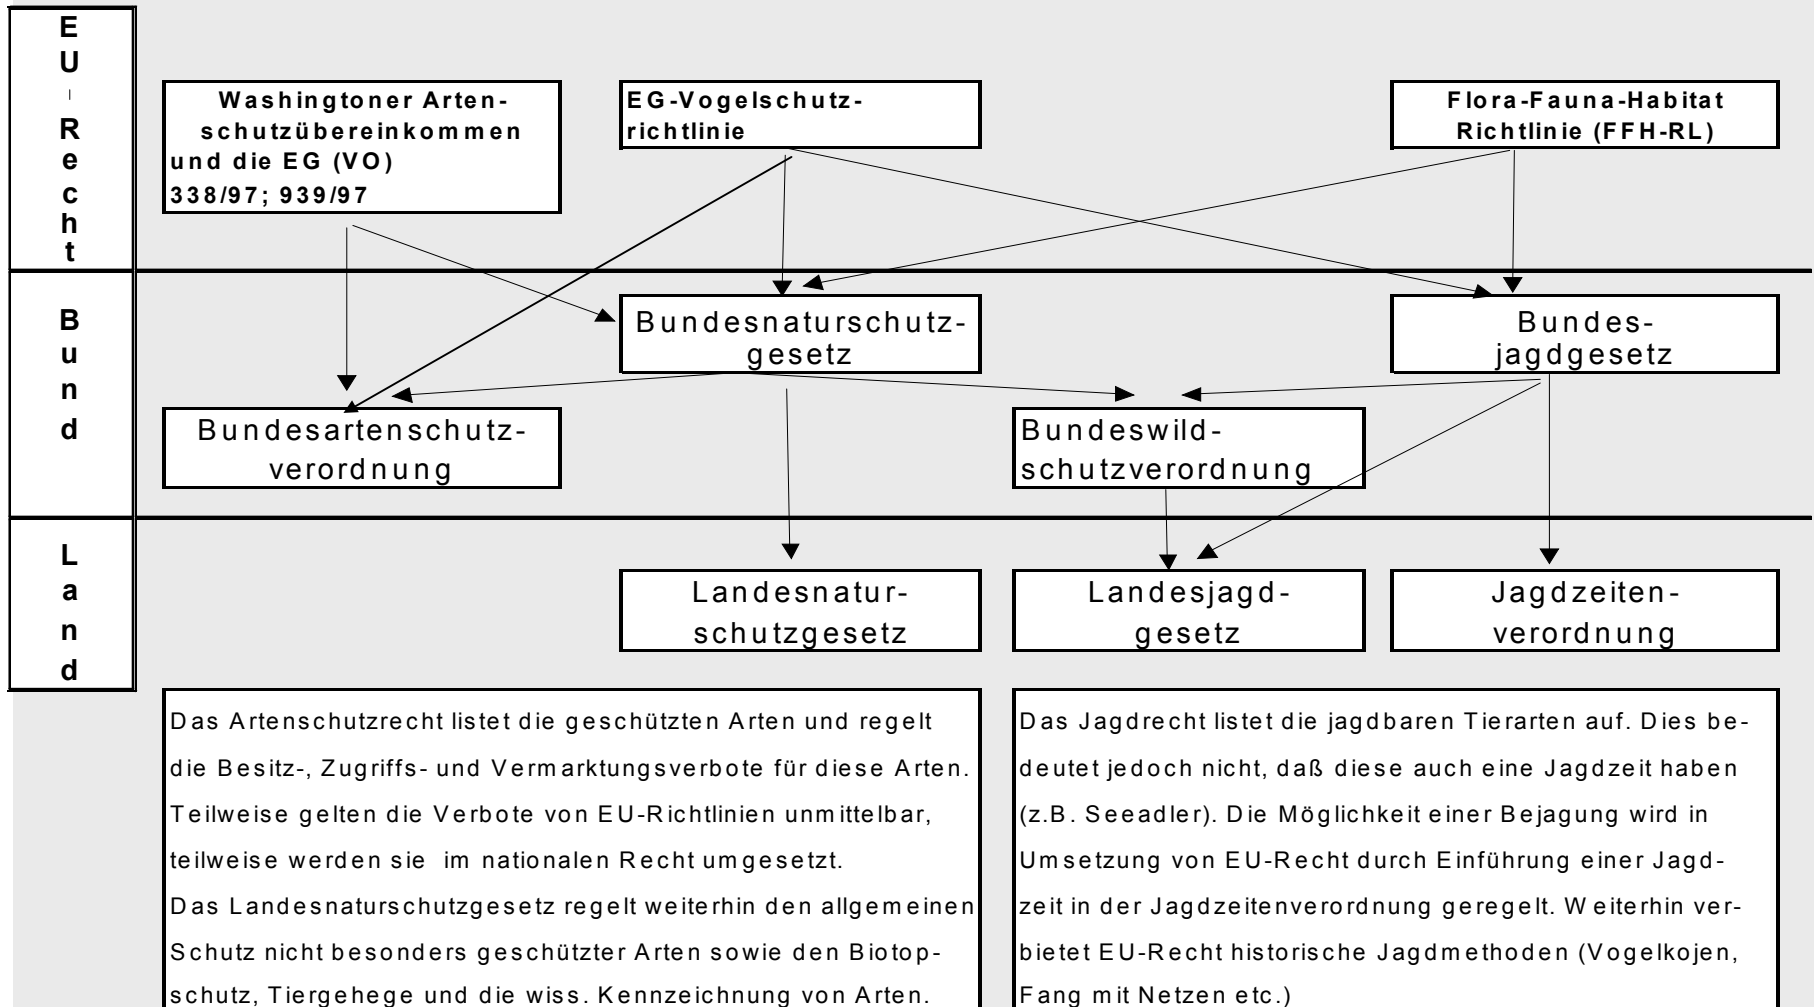 EU-Recht
Washingtoner Arten-
schutzübereinkommen
und die EG (VO)
338/97; 939/97
EG-Vogelschutz-
richtlinie
Flora-Fauna-Habitat
Richtlinie (FFH-RL)
Bund
Bundesnaturschutz-
gesetz
Bundes-
jagdgesetz
Bundesartenschutz-
verordnung
Bundeswild-
schutzverordnung
Land
Landesnatur-
schutzgesetz
Landesjagd-
gesetz
Jagdzeiten-
verordnung
Das Artenschutzrecht listet die geschützten Arten und regelt
die Besitz-, Zugriffs- und Vermarktungsverbote für diese Arten.
Teilweise gelten die Verbote von EU-Richtlinien unmittelbar,
teilweise werden sie im nationalen Recht umgesetzt.
Das Landesnaturschutzgesetz regelt weiterhin den allgemeinen
Schutz nicht besonders geschützter Arten sowie den Biotop-
schutz, Tiergehege und die wiss. Kennzeichnung von Arten.
Das Jagdrecht listet die jagdbaren Tierarten auf. Dies be-
deutet jedoch nicht, daß diese auch eine Jagdzeit haben
(z.B. Seeadler). Die Möglichkeit einer Bejagung wird in
Umsetzung von EU-Recht durch Einführung einer Jagd-
zeit in der Jagdzeitenverordnung geregelt. Weiterhin ver-
bietet EU-Recht historische Jagdmethoden (Vogelkojen,
Fang mit Netzen etc.)